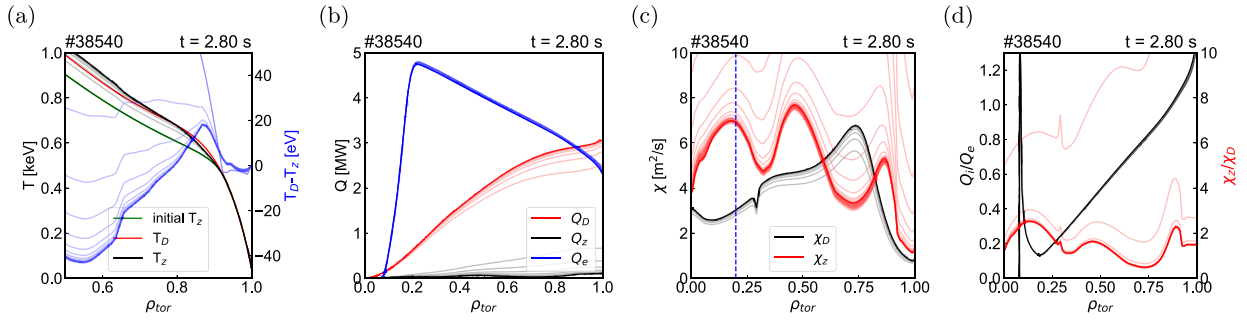 (a)
#38540 t = 2.80 s
T [keV]
1.0
0.8
0.6
0.4
0.2
0.0
0.6 0.8 1.0
ρtor
40
20
0
−20
−40
T_D-T_z [eV]
initial T_z
T_D
T_z
(b)
#38540 t = 2.80 s
Q [MW]
5
4
3
2
1
0
0.0 0.2 0.4 0.6 0.8 1.0
ρtor
Q_D
Q_z
Q_e
(c)
#38540 t = 2.80 s
χ [m²/s]
10
8
6
4
2
0
0.00 0.25 0.50 0.75 1.00
ρtor
χ_D
χ_z
(d)
#38540 t = 2.80 s
Q_i/Q_e
1.2
1.0
0.8
0.6
0.4
0.2
0.0
0.00 0.25 0.50 0.75 1.00
ρtor
10
8
6
4
2
0
χ_z/χ_D